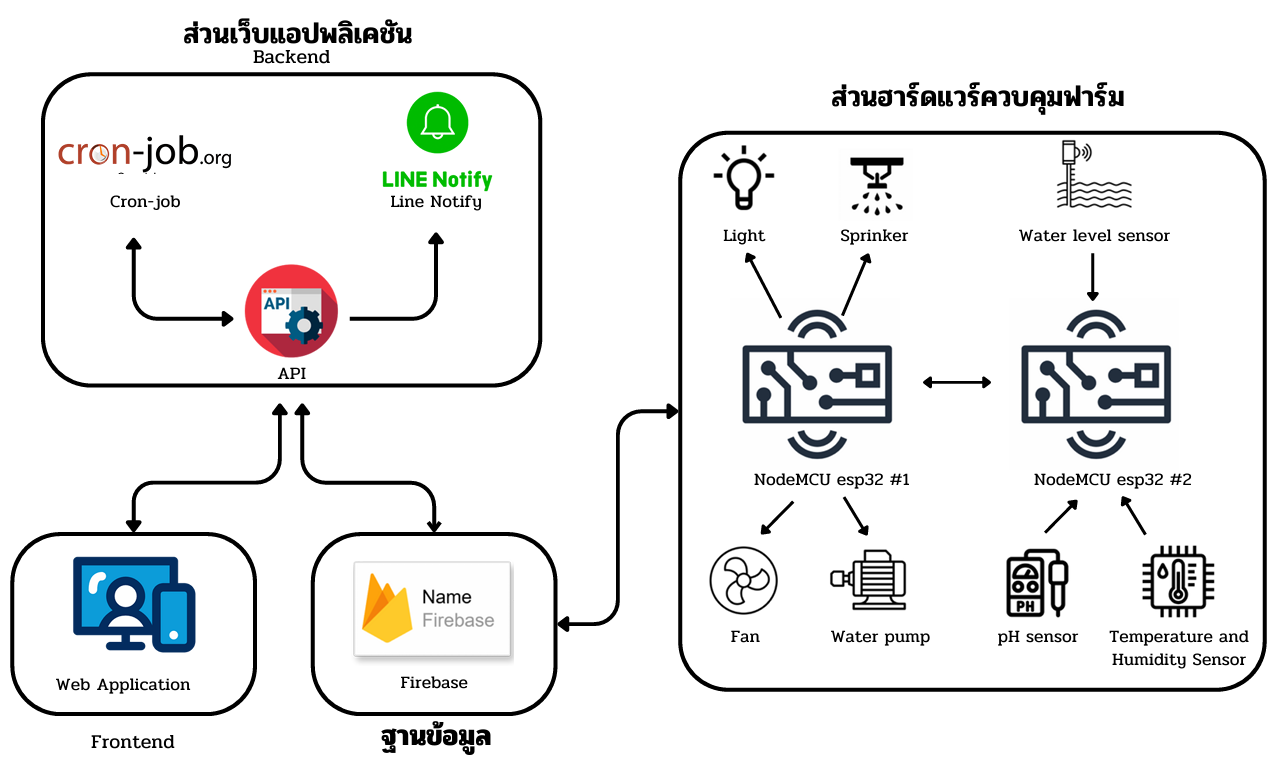 ส่วนเว็บแอปพลิเคชัน
Backend
cron-job.org
Cron-job
LINE Notify
Line Notify
API
API
Web Application
Frontend
Name
Firebase
Firebase
ฐานข้อมูล
ส่วนฮาร์ดแวร์ควบคุมฟาร์ม
Light
Sprinker
Water level sensor
NodeMCU esp32 #1
NodeMCU esp32 #2
Fan
Water pump
PH
pH sensor
Temperature and
Humidity Sensor